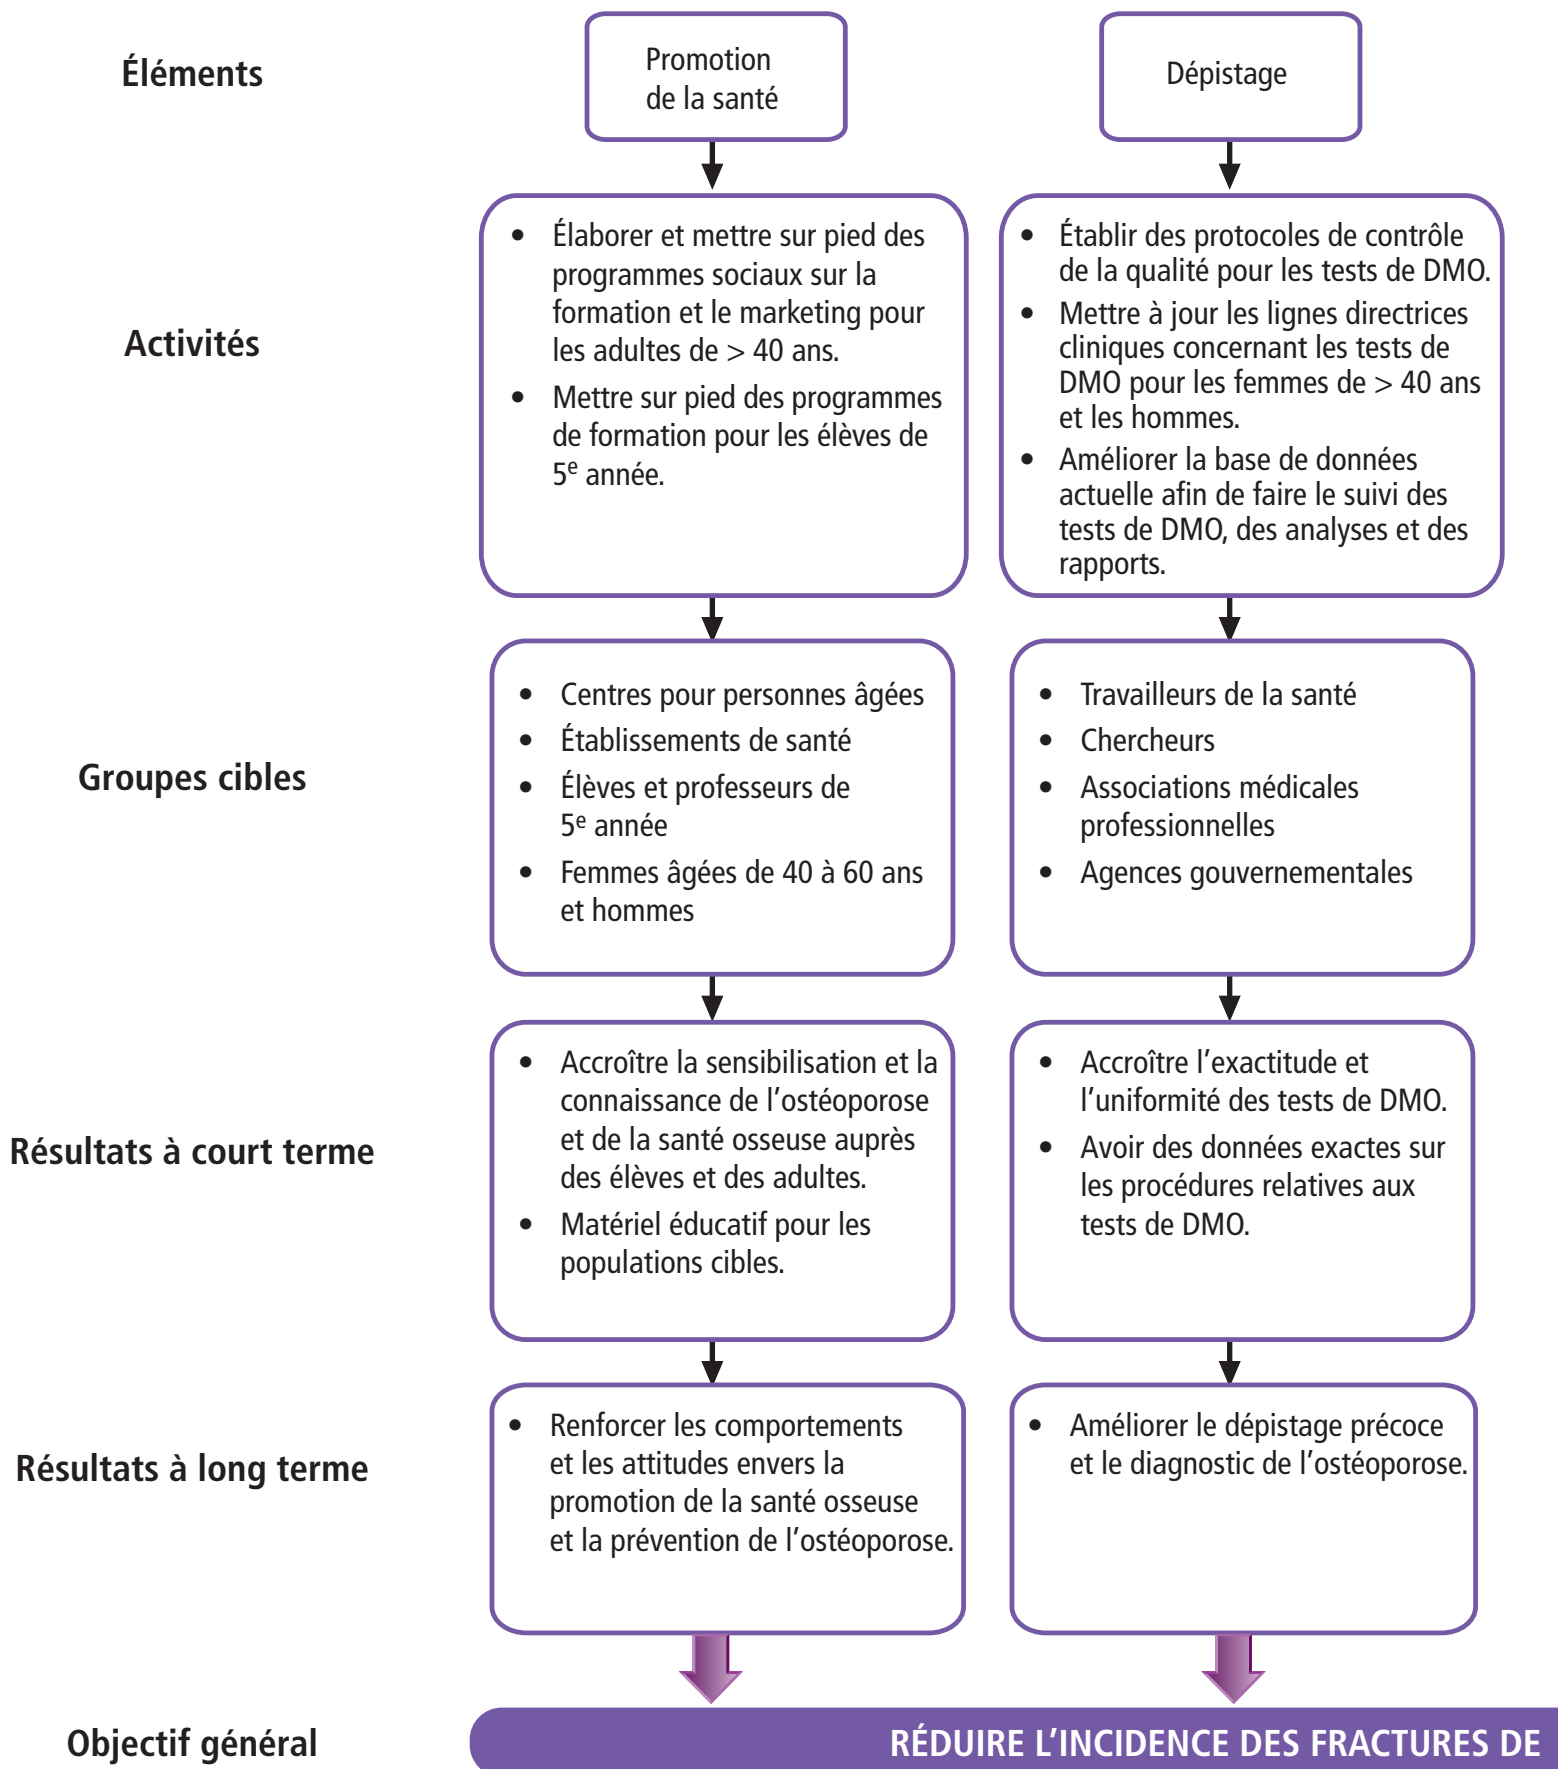 Éléments
Promotion
de la santé
Dépistage
Activités
• Élaborer et mettre sur pied des
programmes sociaux sur la
formation et le marketing pour
les adultes de > 40 ans.
• Mettre sur pied des programmes
de formation pour les élèves de
5e année.
• Établir des protocoles de contrôle
de la qualité pour les tests de DMO.
• Mettre à jour les lignes directrices
cliniques concernant les tests de
DMO pour les femmes de > 40 ans
et les hommes.
• Améliorer la base de données
actuelle afin de faire le suivi des
tests de DMO, des analyses et des
rapports.
Groupes cibles
• Centres pour personnes âgées
• Établissements de santé
• Élèves et professeurs de
5e année
• Femmes âgées de 40 à 60 ans
et hommes
• Travailleurs de la santé
• Chercheurs
• Associations médicales
professionnelles
• Agences gouvernementales
Résultats à court terme
• Accroître la sensibilisation et la
connaissance de l'ostéoporose
et de la santé osseuse auprès
des élèves et des adultes.
• Matériel éducatif pour les
populations cibles.
• Accroître l'exactitude et
l'uniformité des tests de DMO.
• Avoir des données exactes sur
les procédures relatives aux
tests de DMO.
Résultats à long terme
• Renforcer les comportements
et les attitudes envers la
promotion de la santé osseuse
et la prévention de l'ostéoporose.
• Améliorer le dépistage précoce
et le diagnostic de l'ostéoporose.
Objectif général
RÉDUIRE L'INCIDENCE DES FRACTURES DE